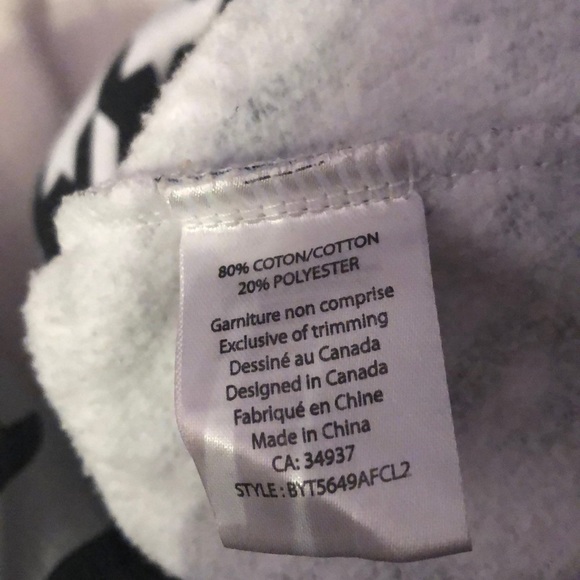 80% COTON/COTTON
20% POLYESTER
Garniture non comprise
Exclusive of trimming
Dessiné au Canada
Designed in Canada
Fabriqué en Chine
Made in China
CA: 34937
STYLE : BYT5649AFCL2